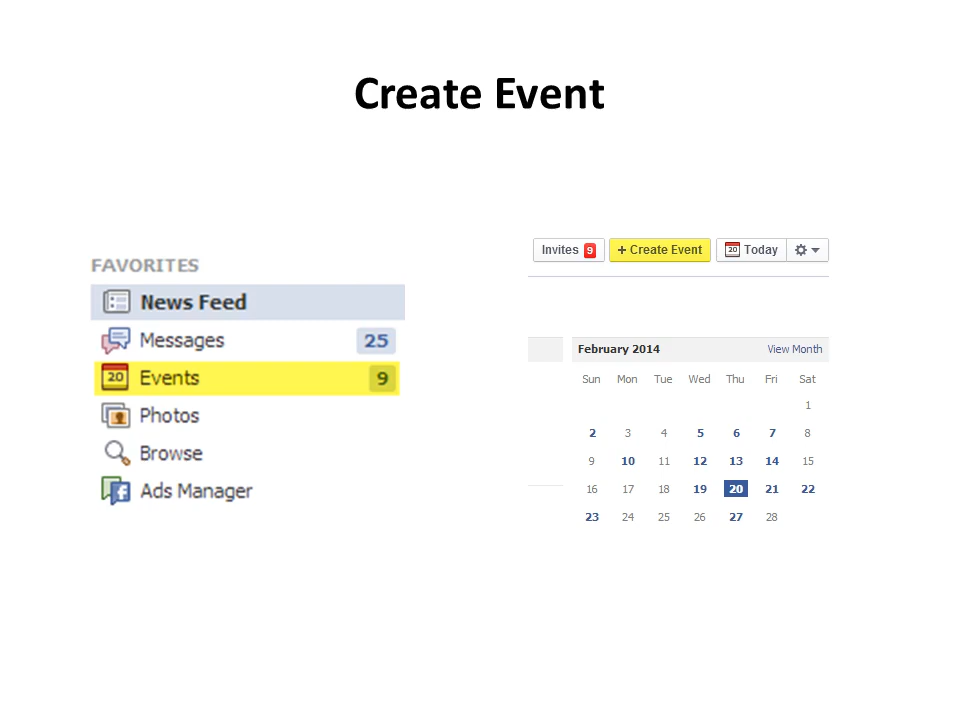 Create Event
FAVORITES
News Feed
Messages 25
20 Events 9
Photos
Browse
Ads Manager
Invites 9 + Create Event 20 Today
February 2014 View Month
Sun Mon Tue Wed Thu Fri Sat
1
2 3 4 5 6 7 8
9 10 11 12 13 14 15
16 17 18 19 20 21 22
23 24 25 26 27 28